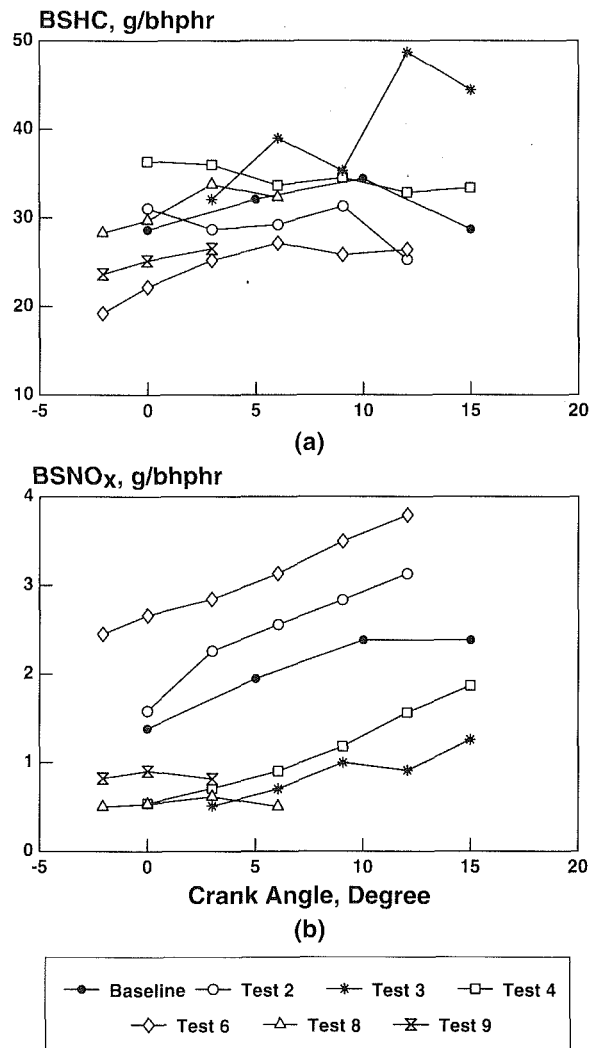 BSHC, g/bhphr
50
40
30
20
10
-5 0 5 10 15 20
(a)
BSNOX, g/bhphr
4
3
2
1
0
-5 0 5 10 15 20
Crank Angle, Degree
(b)
Baseline Test 2 Test 3 Test 4
Test 6 Test 8 Test 9